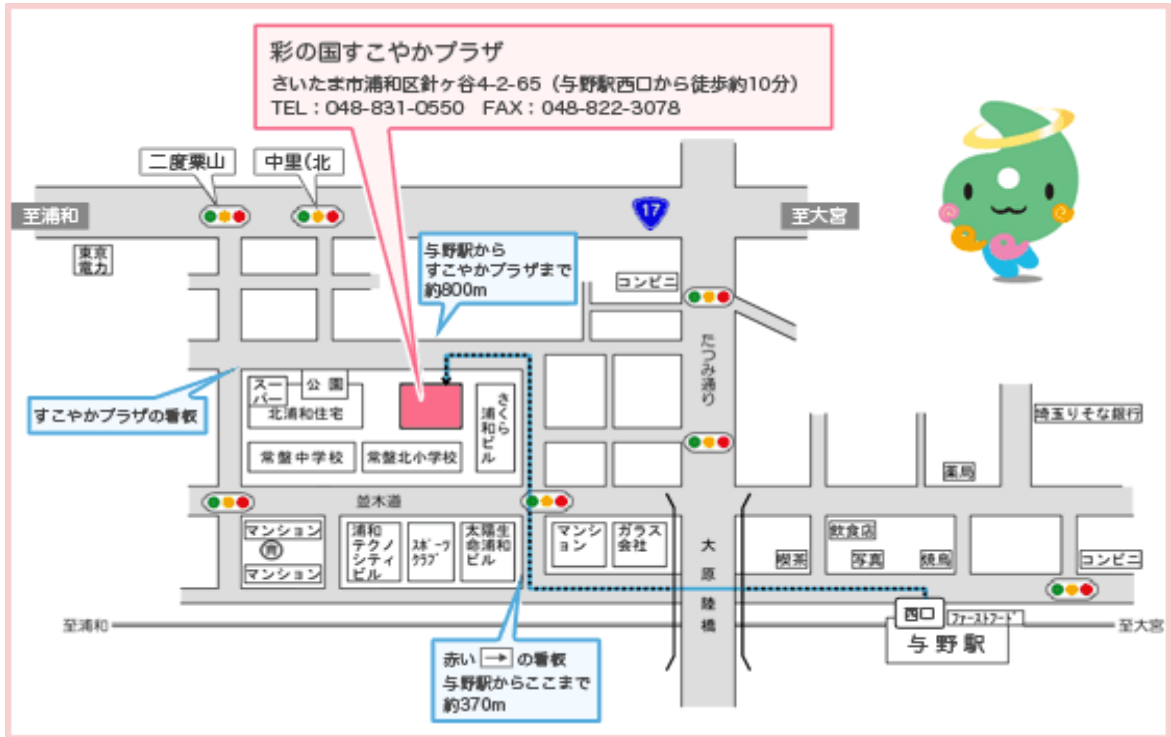 彩の国すこやかプラザ
さいたま市浦和区針ヶ谷4-2-65（与野駅西口から徒歩約10分）
TEL：048-831-0550　FAX：048-822-3078
二度栗山
中里(北
至浦和
17
至大宮
東京
電力
与野駅から
すこやかプラザまで
約800m
コンビニ
たつみ通り
すこやかプラザの看板
スー
パー
公園
北浦和住宅
さくら
浦和ビル
常盤中学校
常盤北小学校
埼玉りそな銀行
薬局
並木道
マンション
マンション
浦和
テクノ
シティ
ビル
スポーツ
クラブ
太陽生
命浦和
ビル
マンシ
ョン
ガラス
会社
大原陸橋
喫茶
飲食店
写真
焼鳥
コンビニ
至浦和
西口
ファーストフード
与野駅
至大宮
赤い → の看板
与野駅からここまで
約370m